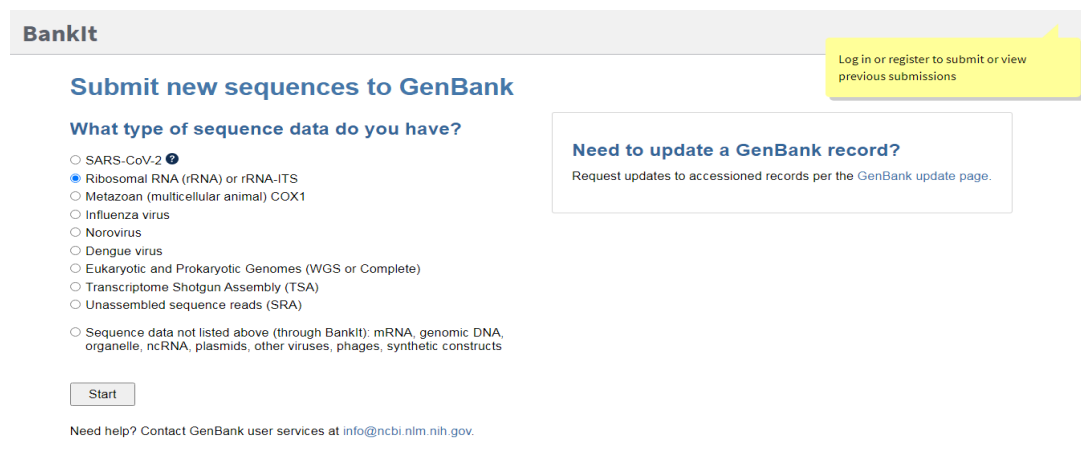 BankIt
Log in or register to submit or view
previous submissions
Submit new sequences to GenBank
What type of sequence data do you have?
SARS-CoV-2 ?
Ribosomal RNA (rRNA) or rRNA-ITS
Metazoan (multicellular animal) COX1
Influenza virus
Norovirus
Dengue virus
Eukaryotic and Prokaryotic Genomes (WGS or Complete)
Transcriptome Shotgun Assembly (TSA)
Unassembled sequence reads (SRA)
Sequence data not listed above (through BankIt): mRNA, genomic DNA,
organelle, ncRNA, plasmids, other viruses, phages, synthetic constructs
Start
Need help? Contact GenBank user services at info@ncbi.nlm.nih.gov.
Need to update a GenBank record?
Request updates to accessioned records per the GenBank update page.